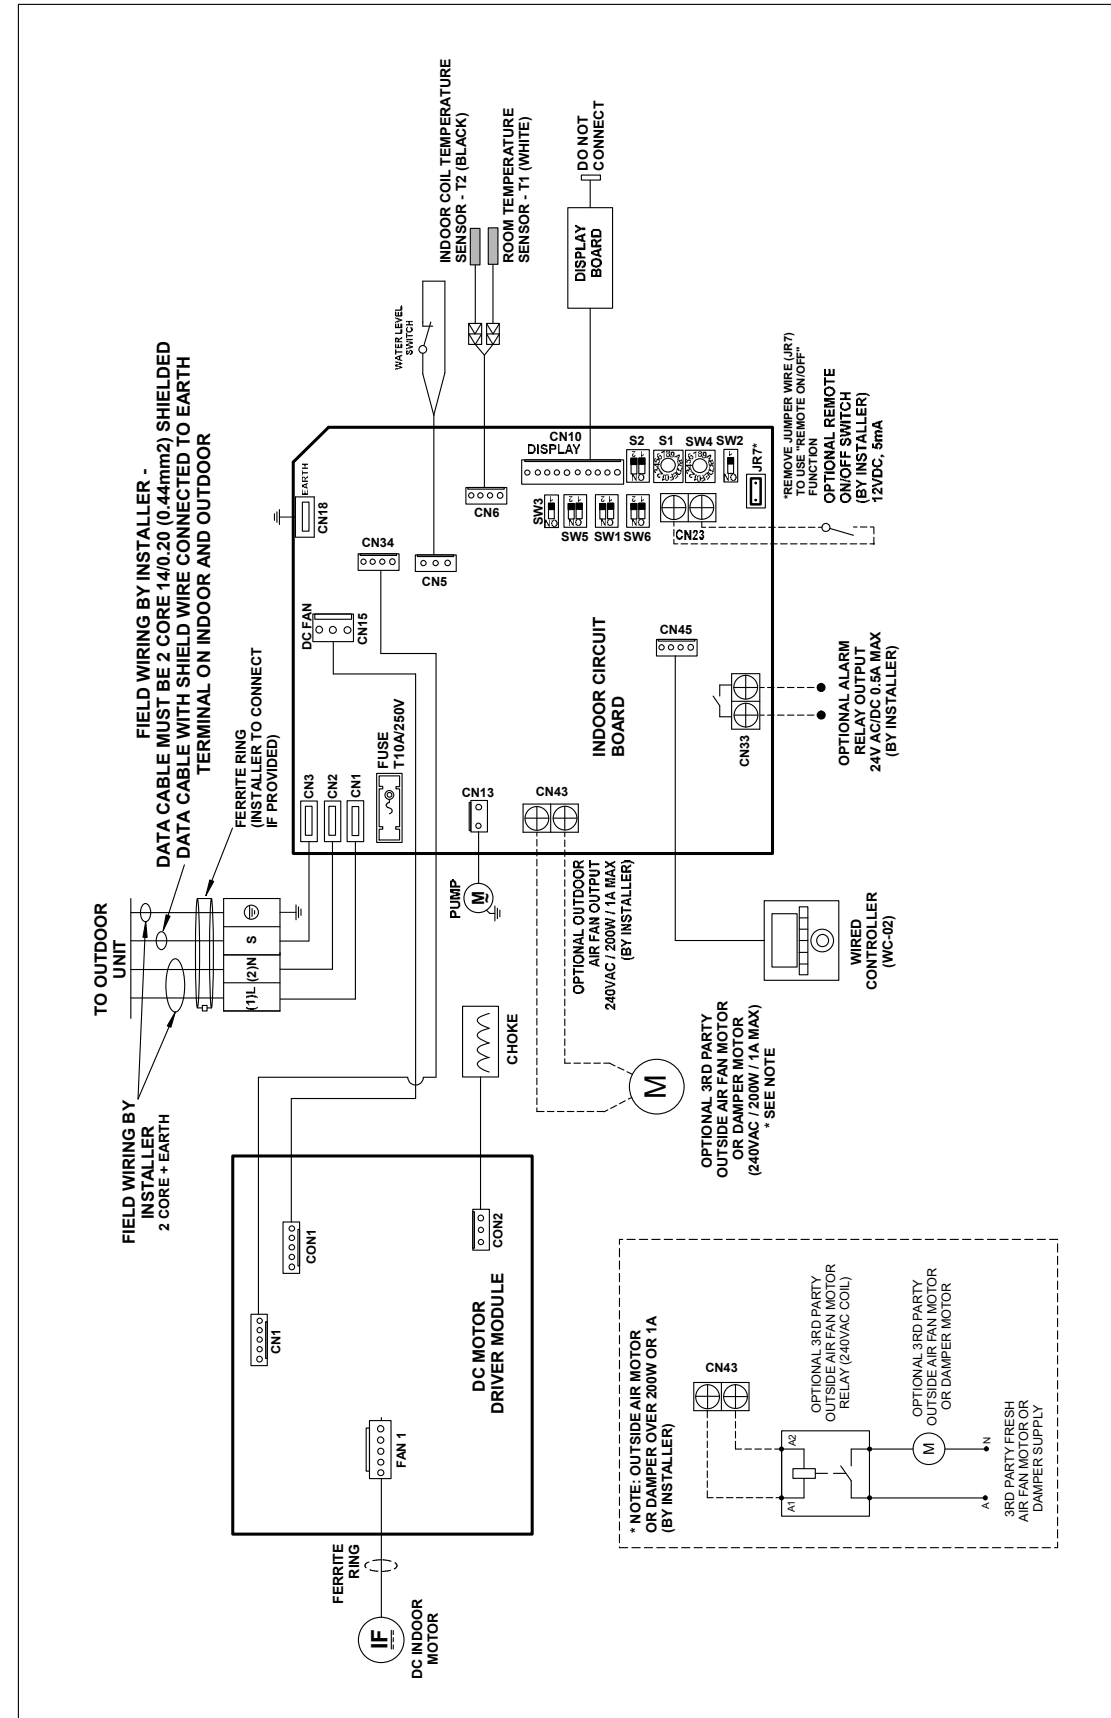 FIELD WIRING BY INSTALLER -
DATA CABLE MUST BE 2 CORE 14/0.20 (0.44mm2) SHIELDED
DATA CABLE WITH SHIELD WIRE CONNECTED TO EARTH
TERMINAL ON INDOOR AND OUTDOOR
FERRITE RING
(INSTALLER TO CONNECT
IF PROVIDED)
TO OUTDOOR
UNIT
FIELD WIRING BY
INSTALLER
2 CORE + EARTH
(1)L
(2)N
S
INDOOR COIL TEMPERATURE
SENSOR - T2 (BLACK)
ROOM TEMPERATURE
SENSOR - T1 (WHITE)
WATER LEVEL
SWITCH
DISPLAY
BOARD
DO NOT
CONNECT
EARTH
CN18
CN34
CN5
CN6
CN10
DISPLAY
S2
S1
SW4
SW2
JR7*
SW3
SW5
SW1
SW6
CN23
*REMOVE JUMPER WIRE (JR7)
TO USE "REMOTE ON/OFF"
FUNCTION
OPTIONAL REMOTE
ON/OFF SWITCH
(BY INSTALLER)
12VDC, 5mA
DC FAN
CN15
CN3
CN2
CN1
FUSE
T10A/250V
INDOOR CIRCUIT
BOARD
CN45
CN33
OPTIONAL ALARM
RELAY OUTPUT
24V AC/DC 0.5A MAX
(BY INSTALLER)
CN13
CN43
PUMP
M
~
OPTIONAL OUTDOOR
AIR FAN OUTPUT
240VAC / 200W / 1A MAX
(BY INSTALLER)
WIRED
CONTROLLER
(WC-02)
CHOKE
M
OPTIONAL 3RD PARTY
OUTSIDE AIR FAN MOTOR
OR DAMPER MOTOR
(240VAC / 200W / 1A MAX)
* SEE NOTE
CN1
CON1
CON2
DC MOTOR
DRIVER MODULE
FAN 1
FERRITE
RING
IF
DC INDOOR
MOTOR
* NOTE: OUTSIDE AIR MOTOR
OR DAMPER OVER 200W OR 1A
(BY INSTALLER)
CN43
A1
A2
OPTIONAL 3RD PARTY
OUTSIDE AIR FAN MOTOR
RELAY (240VAC COIL)
M
OPTIONAL 3RD PARTY
OUTSIDE AIR FAN MOTOR
OR DAMPER MOTOR
A
N
3RD PARTY FRESH
AIR FAN MOTOR OR
DAMPER SUPPLY